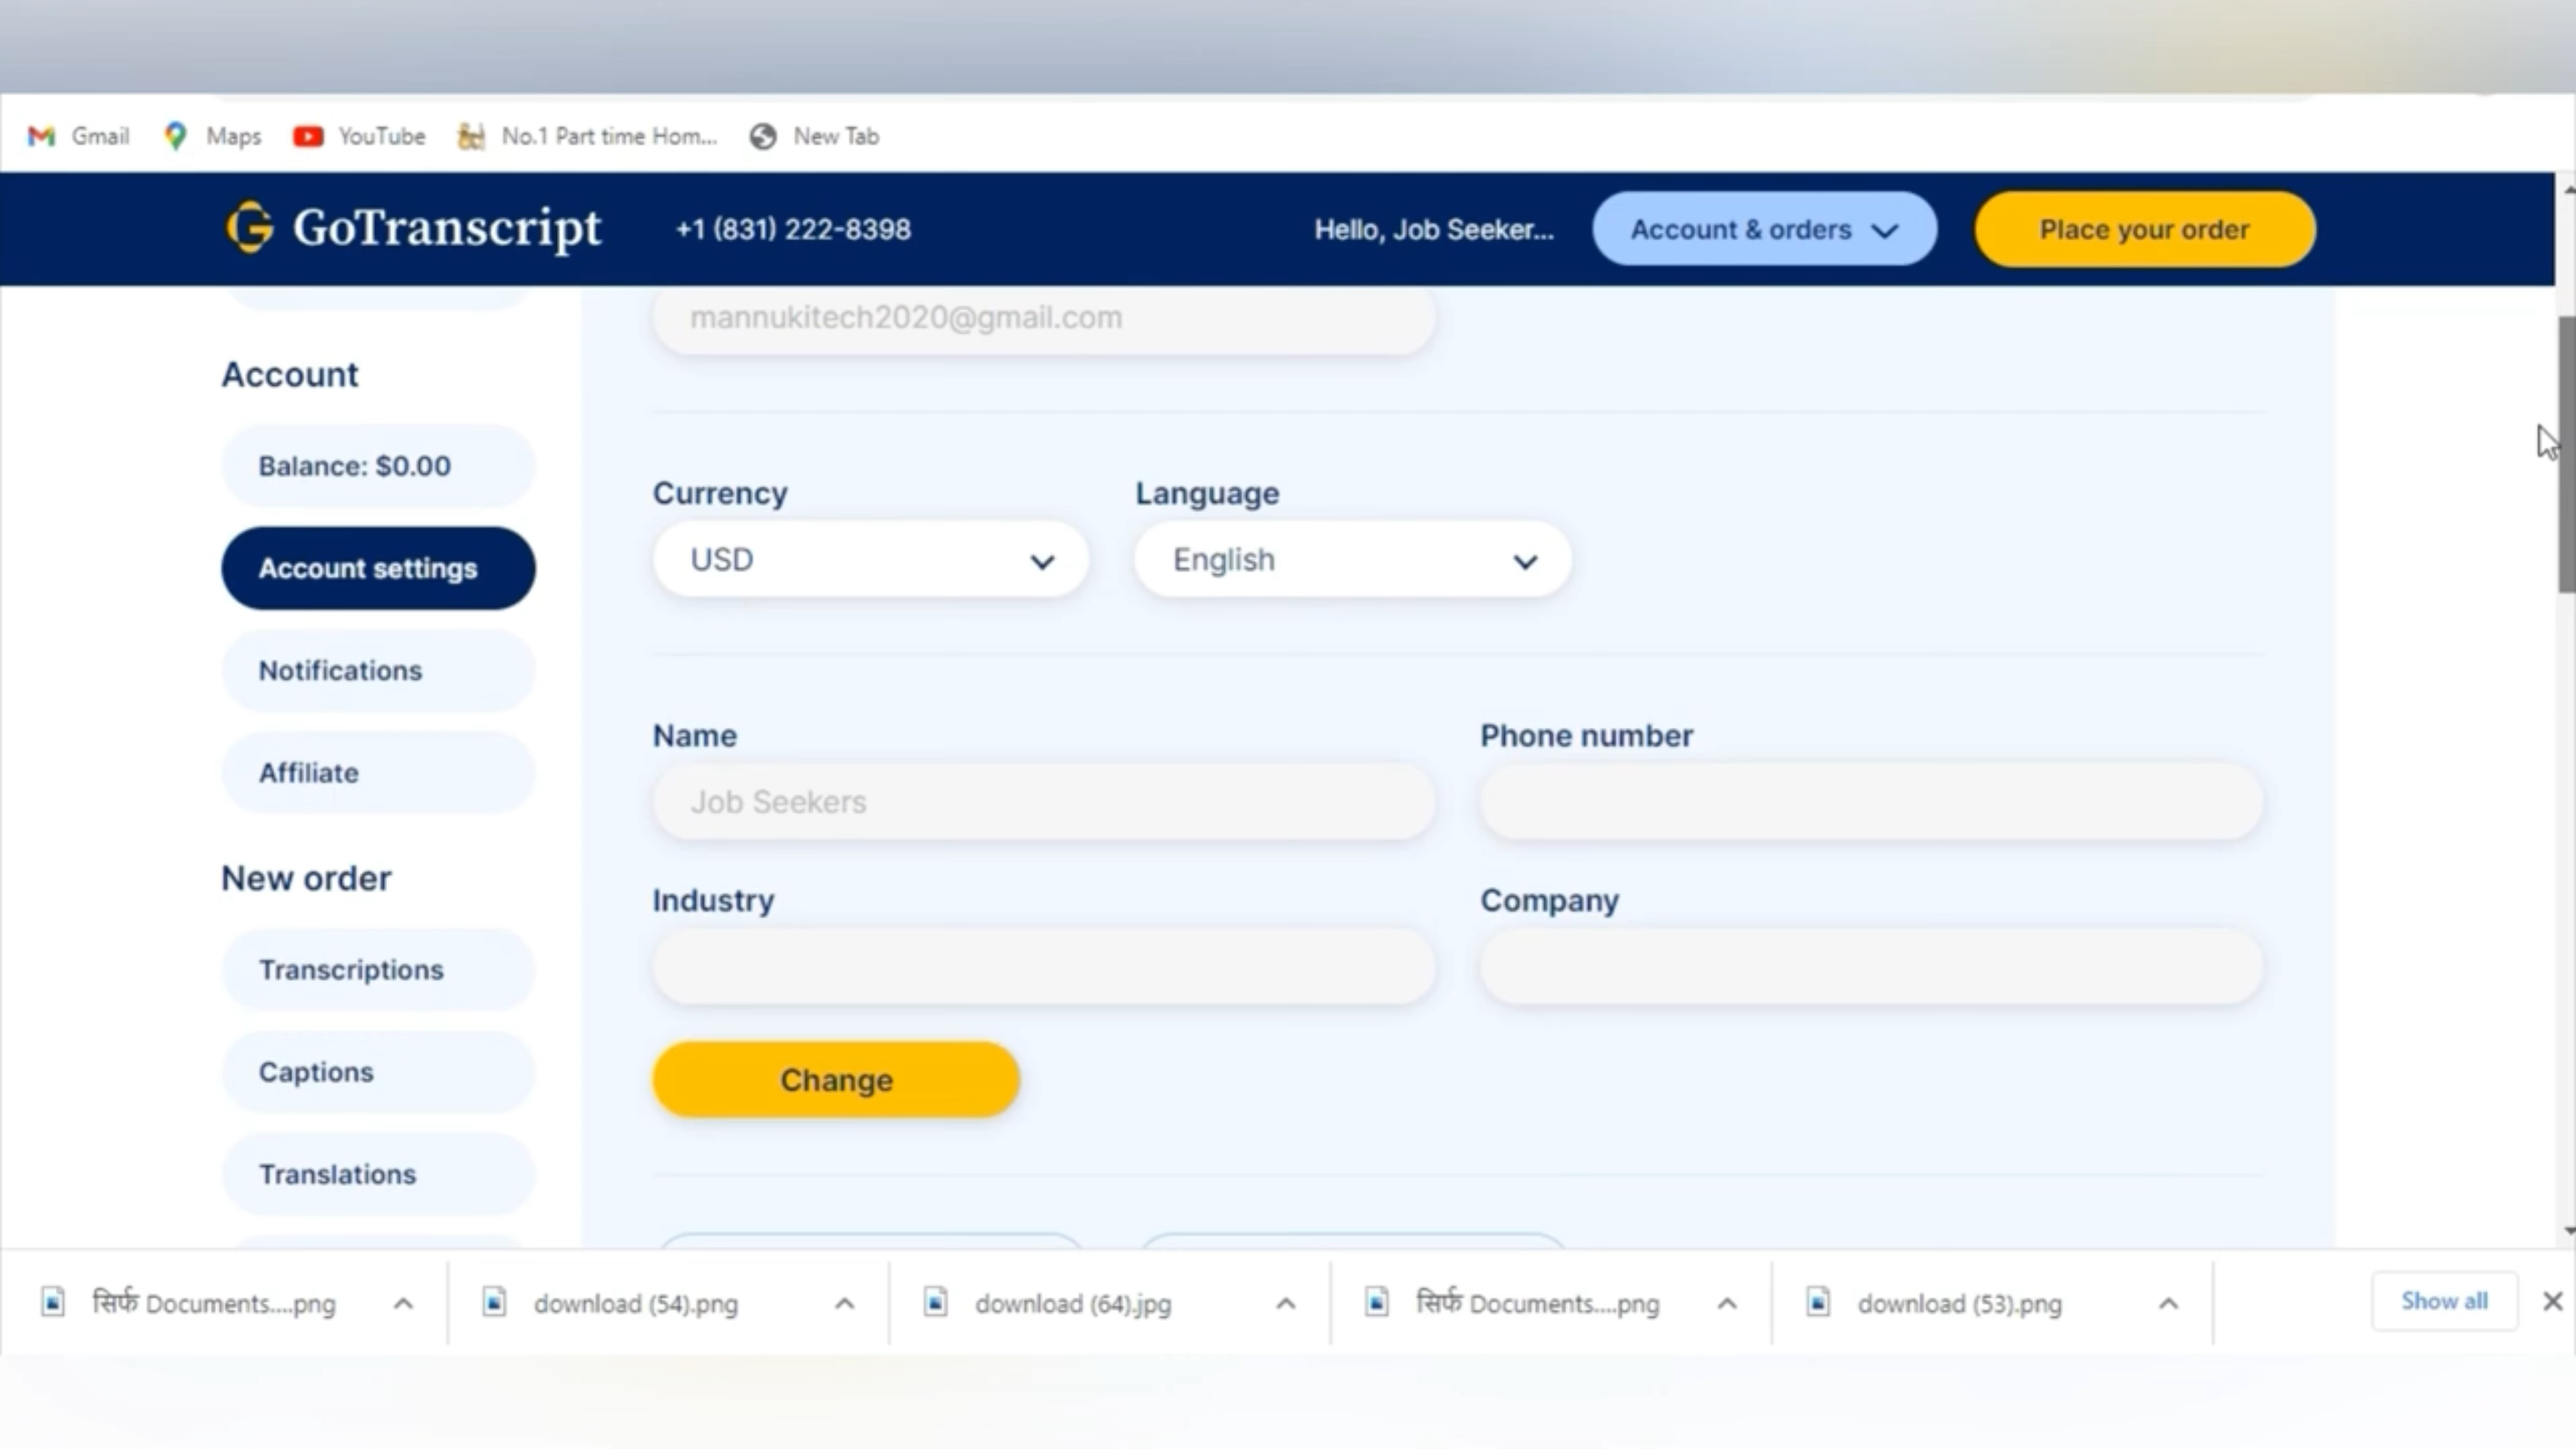 Gmail Maps YouTube No.1 Part time Hom... New Tab
GoTranscript +1 (831) 222-8398 Hello, Job Seeker... Account & orders Place your order
mannukitech2020@gmail.com
Account
Balance: $0.00
Account settings
Notifications
Affiliate
New order
Transcriptions
Captions
Translations
Currency Language
USD English
Name Phone number
Job Seekers
Industry Company
Change
सिर्फ Documents....png download (54).png download (64).jpg सिर्फ Documents....png download (53).png Show all